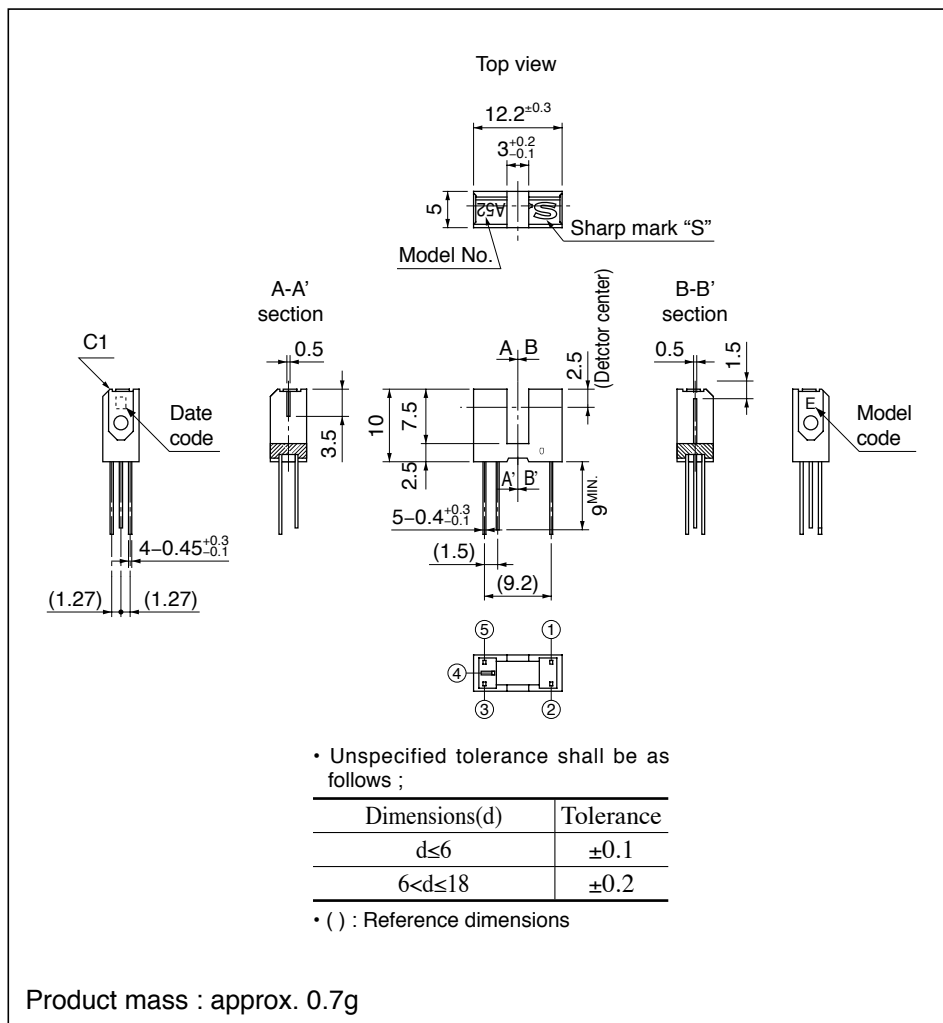 Top view
12.2±0.3
3+0.2−0.1
5
A52
S
Sharp mark “S”
Model No.
A-A’
section
B-B’
section
(Detctor center)
C1
0.5
A B
2.5
0.5
1.5
Date
code
3.5
10
7.5
2.5
E
Model
code
A’ B’
9MIN.
5−0.4+0.3−0.1
4−0.45+0.3−0.1
(1.5)
(9.2)
(1.27) (1.27)
⑤ ①
④
③ ②
• Unspecified tolerance shall be as
follows ;
Dimensions(d) Tolerance
d≤6 ±0.1
6<d≤18 ±0.2
• ( ) : Reference dimensions
Product mass : approx. 0.7g